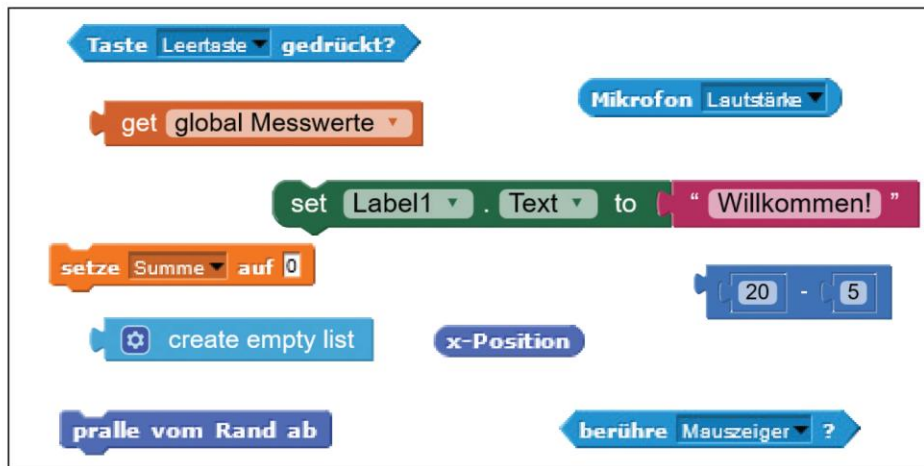 Taste Leertaste gedrückt?
Mikrofon Lautstärke
get global Messwerte
set Label1 . Text to " Willkommen! "
setze Summe auf 0
20 - 5
create empty list
x-Position
pralle vom Rand ab
berühre Mauszeiger ?